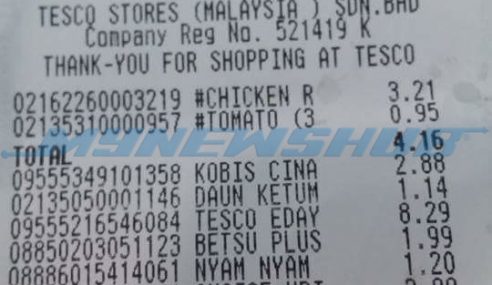 TESCO STORES (MALAYSIA ) SDN.BHD
Company Reg No. 521419 K
THANK-YOU FOR SHOPPING AT TESCO
02162260003219 #CHICKEN R 3.21
02135310000957 #TOMATO (3 0.95
MYNEWSHUB
TOTAL 4.16
09555349101358 KOBIS CINA 2.88
02135050001146 DAUN KETUM 1.14
09555216546084 TESCO EDAY 8.29
08850203051123 BETSU PLUS 1.99
08886015414061 NYAM NYAM 1.20